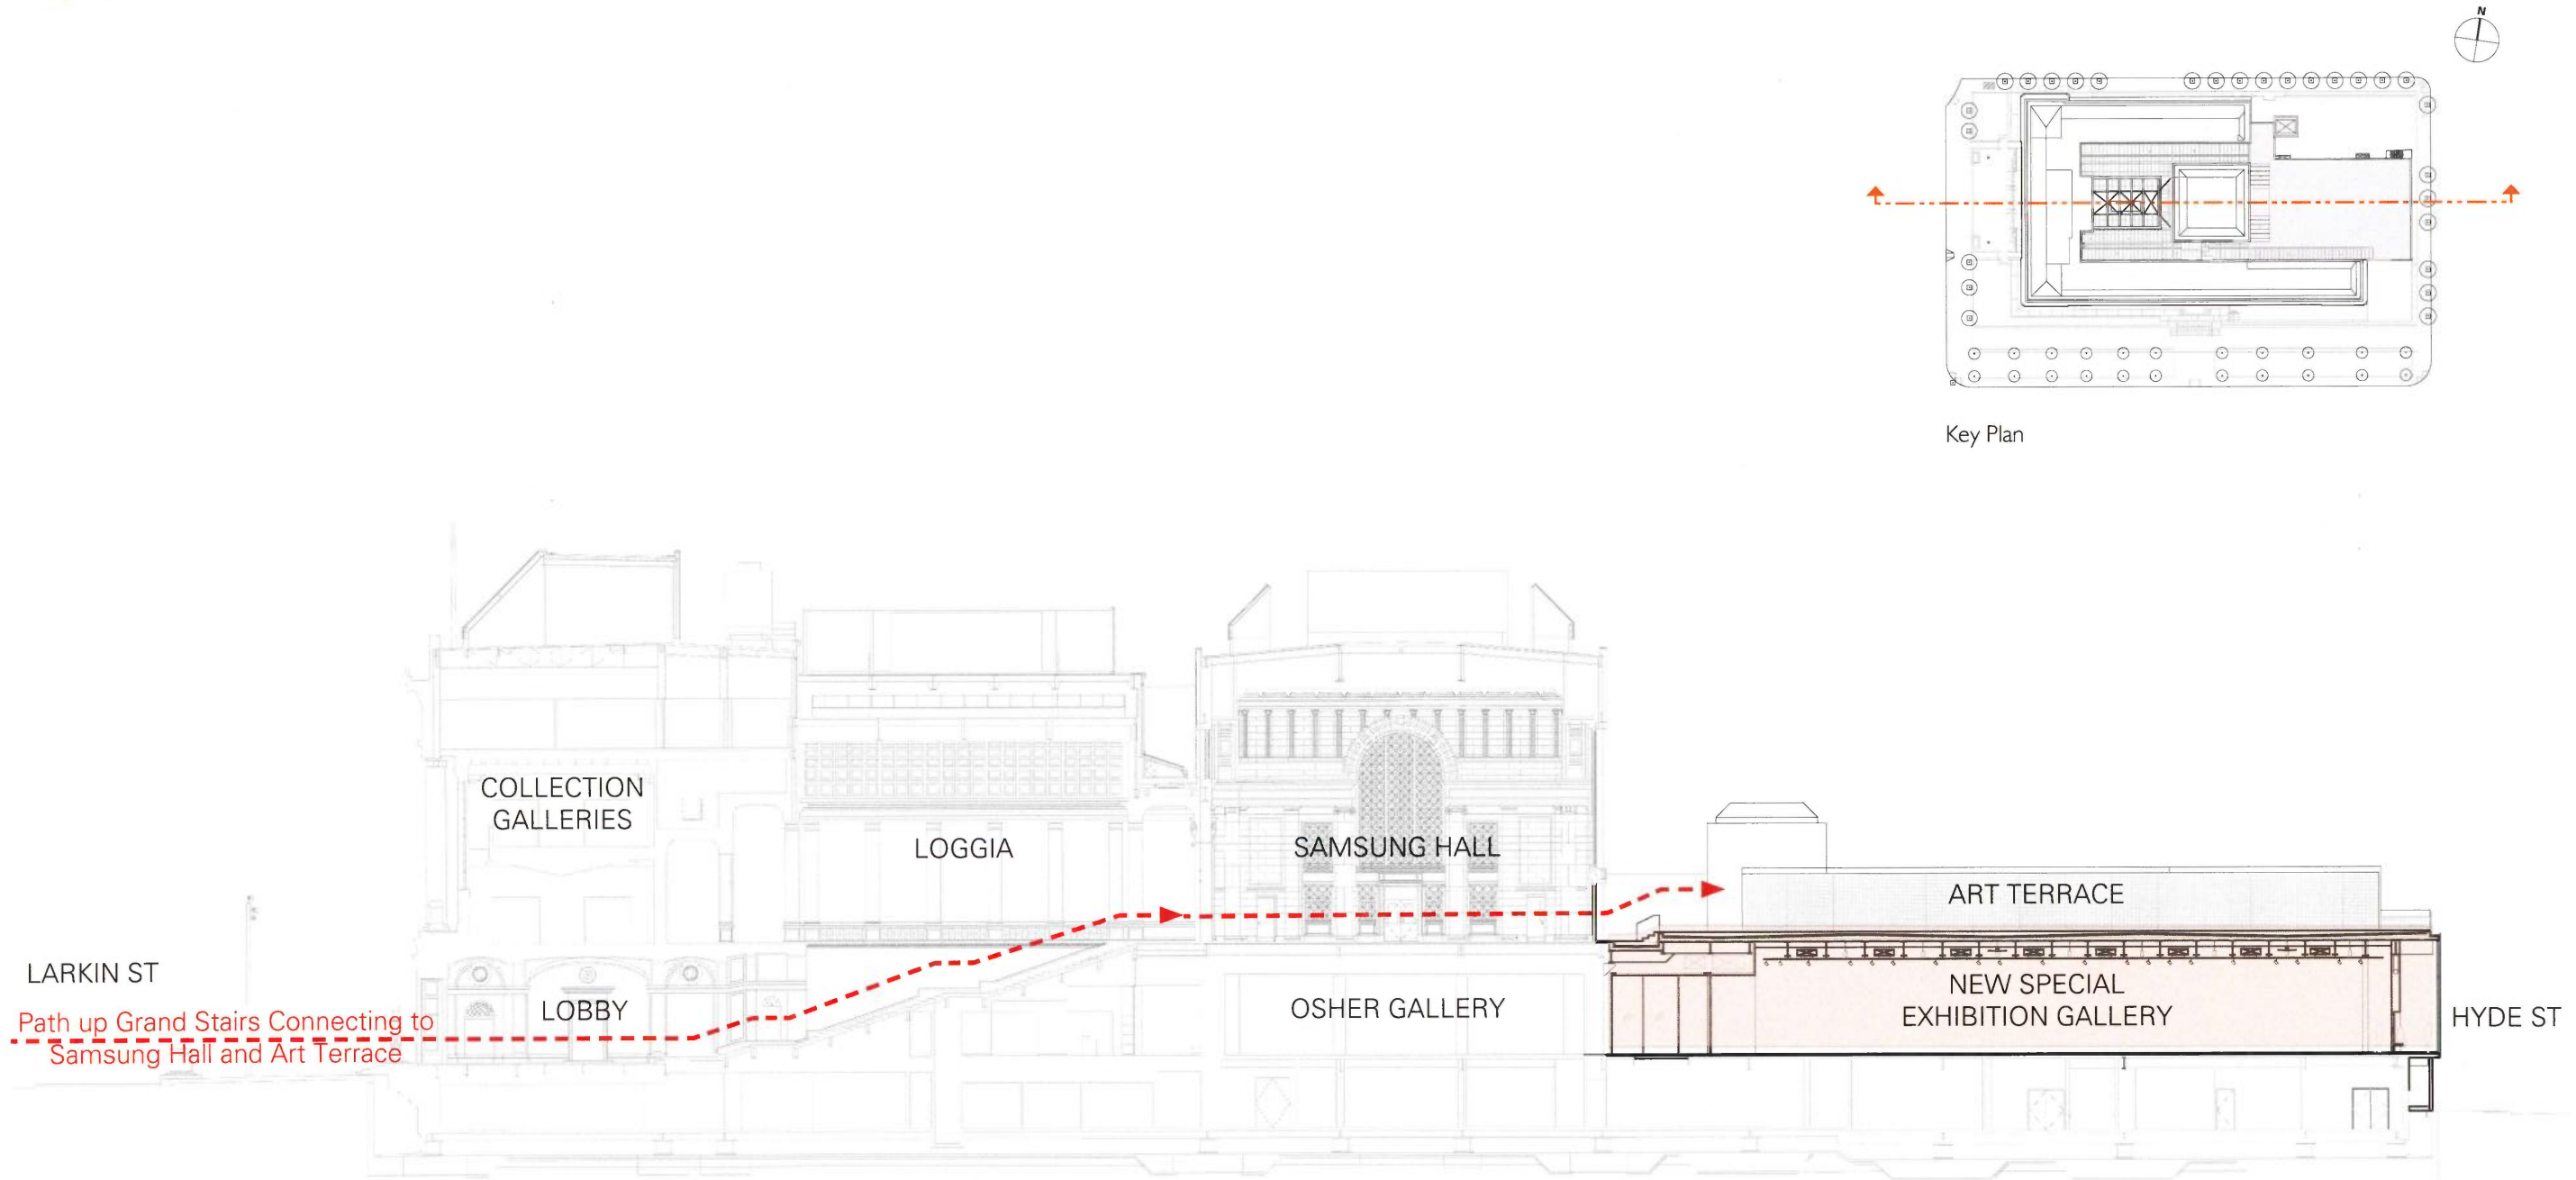 N
Key Plan
COLLECTION
GALLERIES
LOGGIA
SAMSUNG HALL
ART TERRACE
LARKIN ST
LOBBY
OSHER GALLERY
NEW SPECIAL
EXHIBITION GALLERY
HYDE ST
Path up Grand Stairs Connecting to
Samsung Hall and Art Terrace